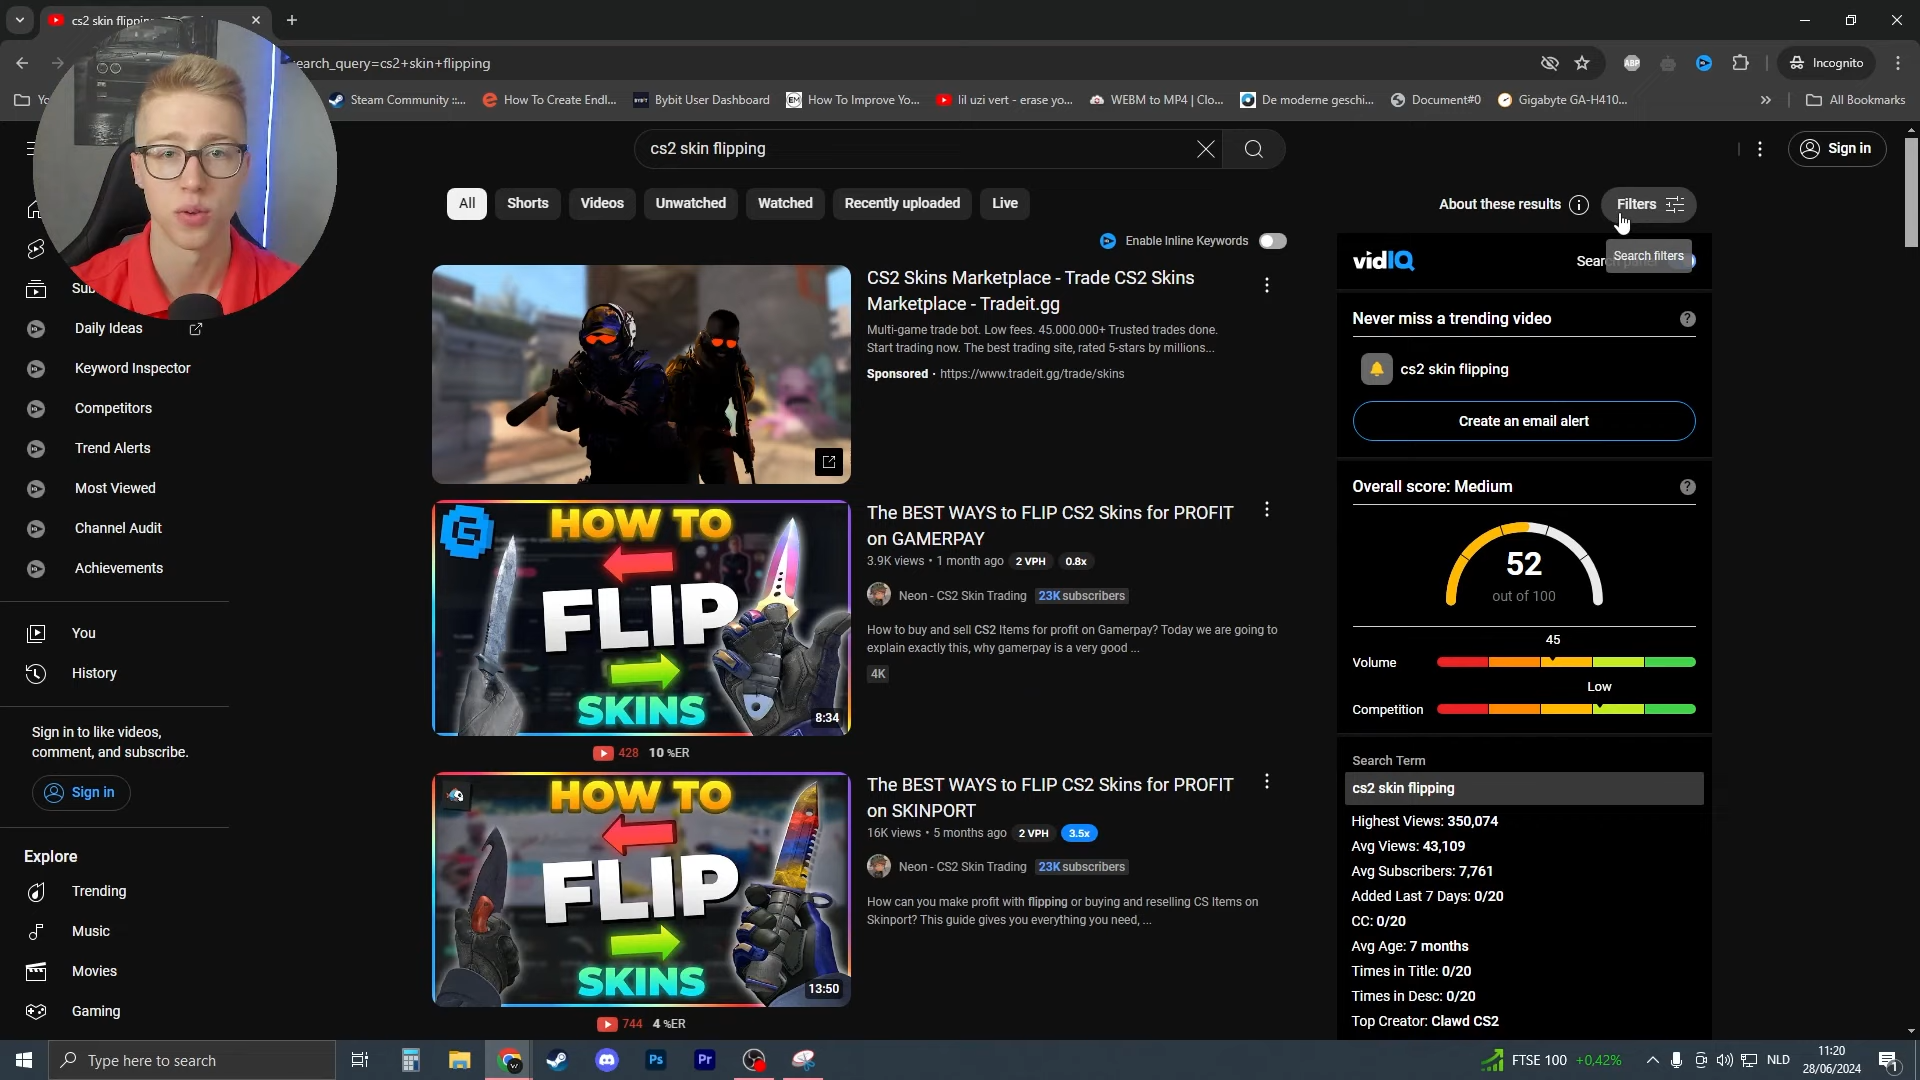 cs2 skin flippin
earch_query=cs2+skin+flipping
Incognito
Yo
Steam Community ::...
How To Create Endl...
Bybit User Dashboard
How To Improve Yo...
lil uzi vert - erase yo...
WEBM to MP4 | Clo...
De moderne geschi...
Document#0
Gigabyte GA-H410...
All Bookmarks
cs2 skin flipping
Sign in
All
Shorts
Videos
Unwatched
Watched
Recently uploaded
Live
About these results
Filters
Search filters
Enable Inline Keywords
Sub
Daily Ideas
Keyword Inspector
Competitors
Trend Alerts
Most Viewed
Channel Audit
Achievements
You
History
Sign in to like videos,
comment, and subscribe.
Sign in
Explore
Trending
Music
Movies
Gaming
CS2 Skins Marketplace - Trade CS2 Skins
Marketplace - Tradeit.gg
Multi-game trade bot. Low fees. 45.000.000+ Trusted trades done.
Start trading now. The best trading site, rated 5-stars by millions...
Sponsored · https://www.tradeit.gg/trade/skins
HOW TO
FLIP
SKINS
8:34
428 10 %ER
The BEST WAYS to FLIP CS2 Skins for PROFIT
on GAMERPAY
3.9K views • 1 month ago 2 VPH 0.8x
Neon - CS2 Skin Trading 23K subscribers
How to buy and sell CS2 Items for profit on Gamerpay? Today we are going to
explain exactly this, why gamerpay is a very good ...
4K
HOW TO
FLIP
SKINS
13:50
744 4 %ER
The BEST WAYS to FLIP CS2 Skins for PROFIT
on SKINPORT
16K views • 5 months ago 2 VPH 3.5x
Neon - CS2 Skin Trading 23K subscribers
How can you make profit with flipping or buying and reselling CS Items on
Skinport? This guide gives you everything you need, ...
vidIQ
Sear
Never miss a trending video
cs2 skin flipping
Create an email alert
Overall score: Medium
52
out of 100
45
Volume
Low
Competition
Search Term
cs2 skin flipping
Highest Views: 350,074
Avg Views: 43,109
Avg Subscribers: 7,761
Added Last 7 Days: 0/20
CC: 0/20
Avg Age: 7 months
Times in Title: 0/20
Times in Desc: 0/20
Top Creator: Clawd CS2
Type here to search
Ps
Pr
FTSE 100 +0,42%
NLD
11:20
28/06/2024
1